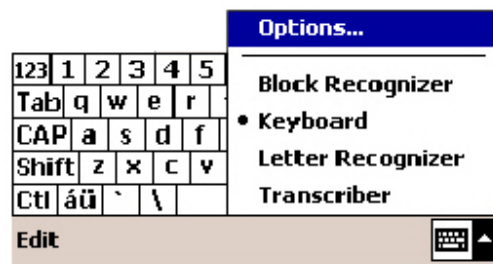 Options...
Block Recognizer
Keyboard
Letter Recognizer
Transcriber
123 1 2 3 4 5
Tab q w e r
CAP a s d f
Shift z x c v
Ctl áü ` \
Edit